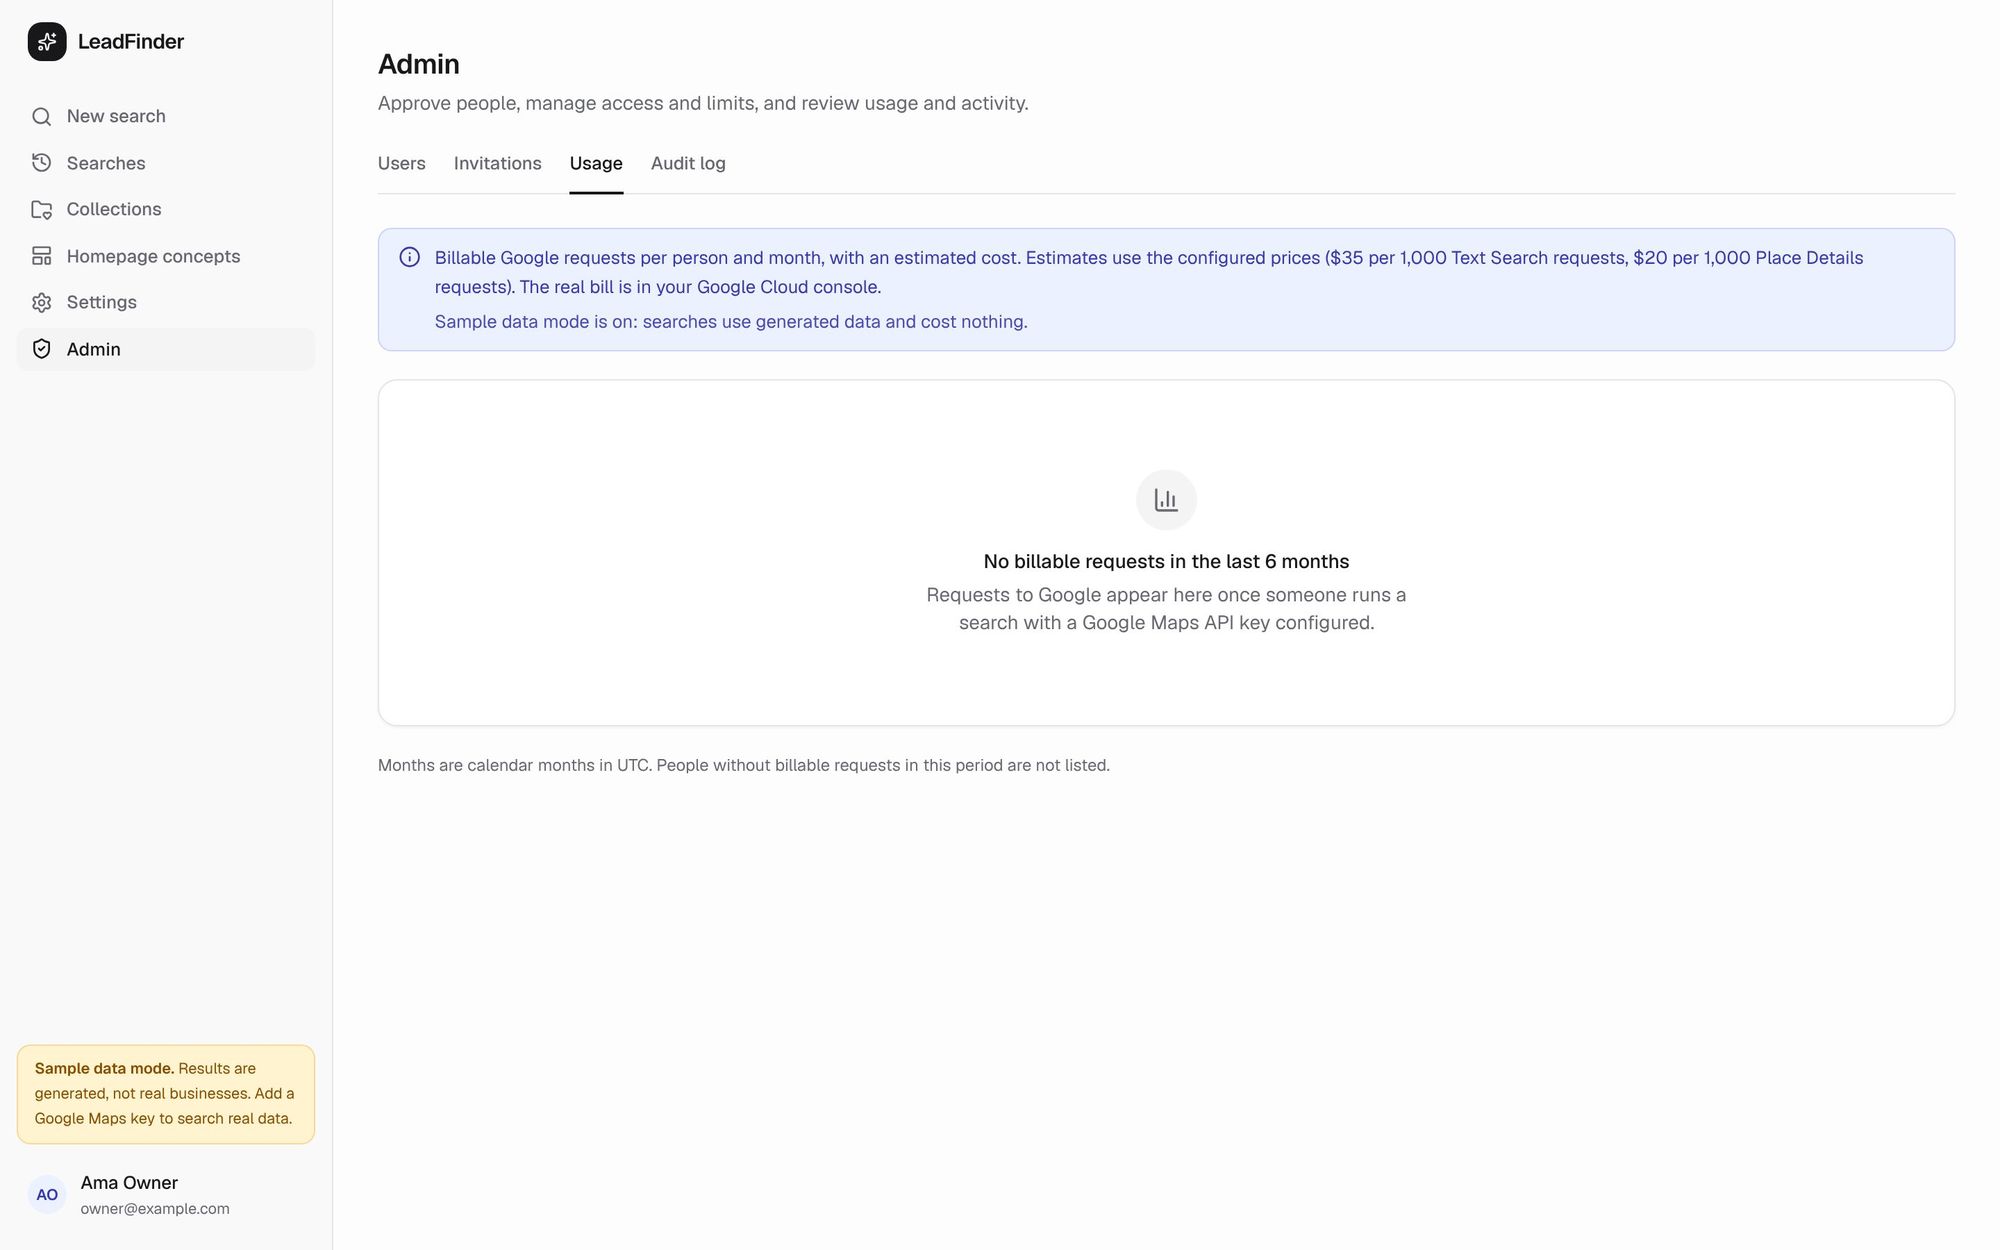 LeadFinder
New search
Searches
Collections
Homepage concepts
Settings
Admin
Sample data mode. Results are
generated, not real businesses. Add a
Google Maps key to search real data.
AO
Ama Owner
owner@example.com
Admin
Approve people, manage access and limits, and review usage and activity.
Users
Invitations
Usage
Audit log
Billable Google requests per person and month, with an estimated cost. Estimates use the configured prices ($35 per 1,000 Text Search requests, $20 per 1,000 Place Details
requests). The real bill is in your Google Cloud console.
Sample data mode is on: searches use generated data and cost nothing.
No billable requests in the last 6 months
Requests to Google appear here once someone runs a
search with a Google Maps API key configured.
Months are calendar months in UTC. People without billable requests in this period are not listed.